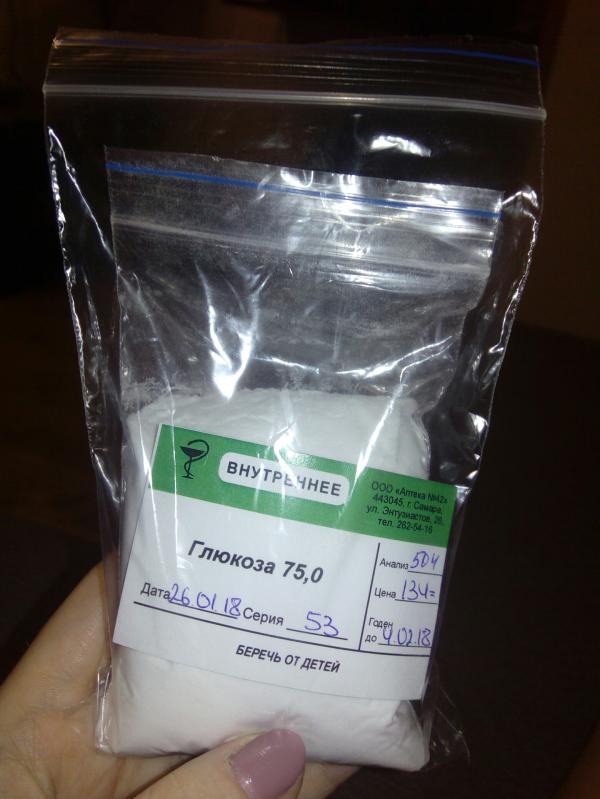 ВНУТРЕННЕЕ
ООО «Аптека №42»
443045, г. Самара,
ул. Энтузиастов, 26,
тел. 262-54-16
Глюкоза 75,0
Анализ 504
Цена 134=
Дата 26.01.18 Серия 53
Годен
до 4.02.18
БЕРЕЧЬ ОТ ДЕТЕЙ